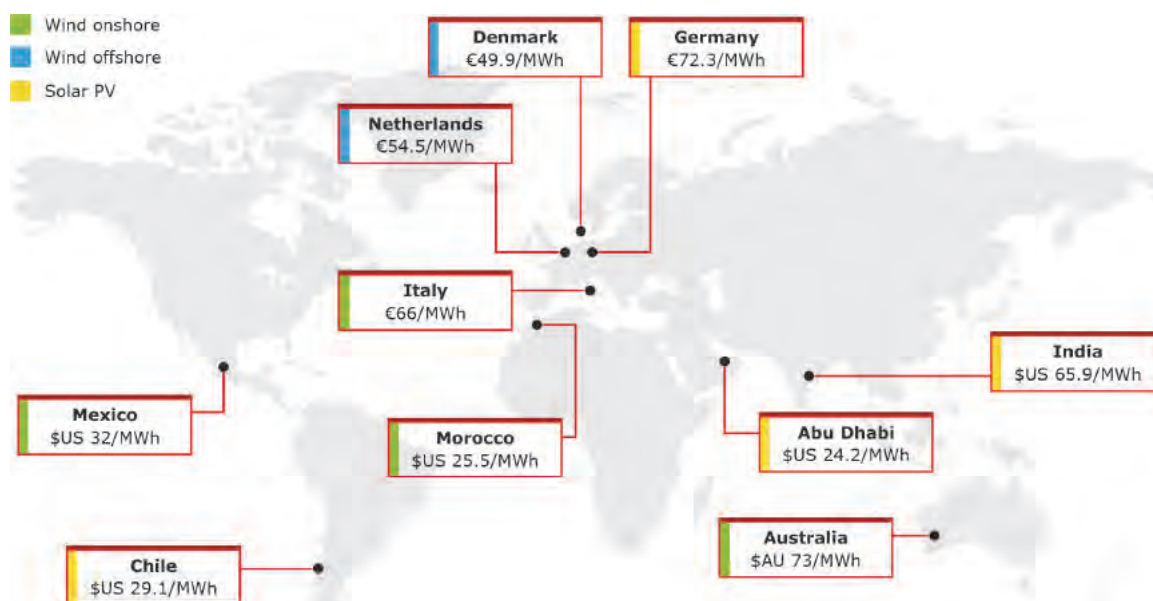 Wind onshore
Wind offshore
Solar PV
Denmark
€49.9/MWh
Germany
€72.3/MWh
Netherlands
€54.5/MWh
Italy
€66/MWh
India
$US 65.9/MWh
Mexico
$US 32/MWh
Morocco
$US 25.5/MWh
Abu Dhabi
$US 24.2/MWh
Australia
$AU 73/MWh
Chile
$US 29.1/MWh